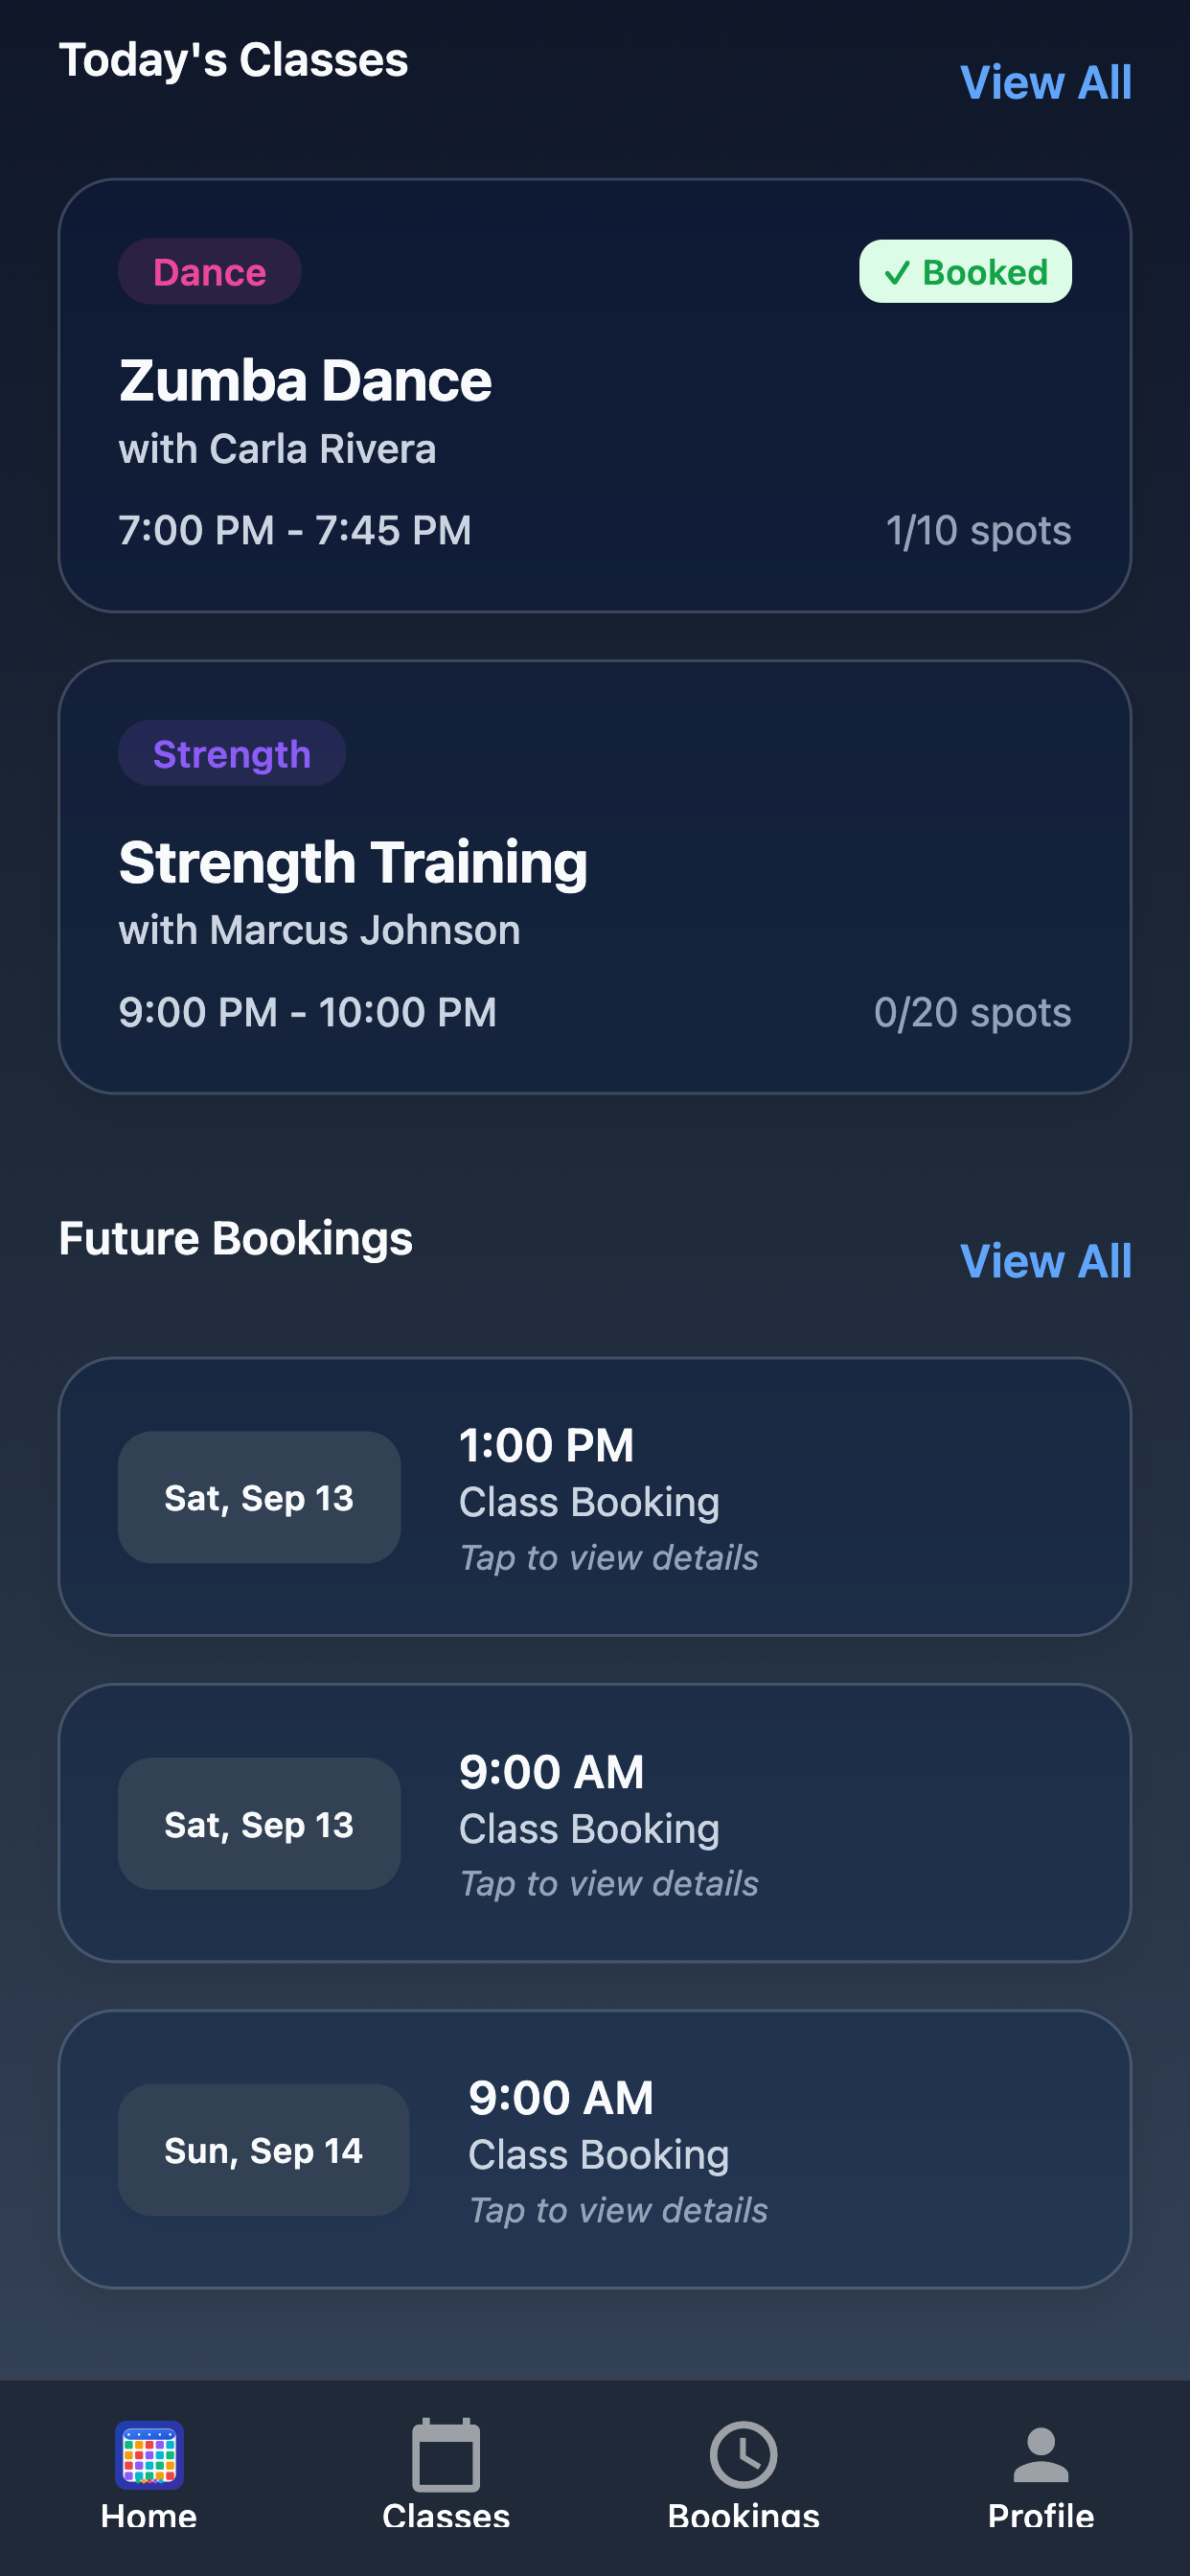 Today's Classes
View All
Dance
✓ Booked
Zumba Dance
with Carla Rivera
7:00 PM - 7:45 PM
1/10 spots
Strength
Strength Training
with Marcus Johnson
9:00 PM - 10:00 PM
0/20 spots
Future Bookings
View All
Sat, Sep 13
1:00 PM
Class Booking
Tap to view details
Sat, Sep 13
9:00 AM
Class Booking
Tap to view details
Sun, Sep 14
9:00 AM
Class Booking
Tap to view details
Home
Classes
Bookings
Profile